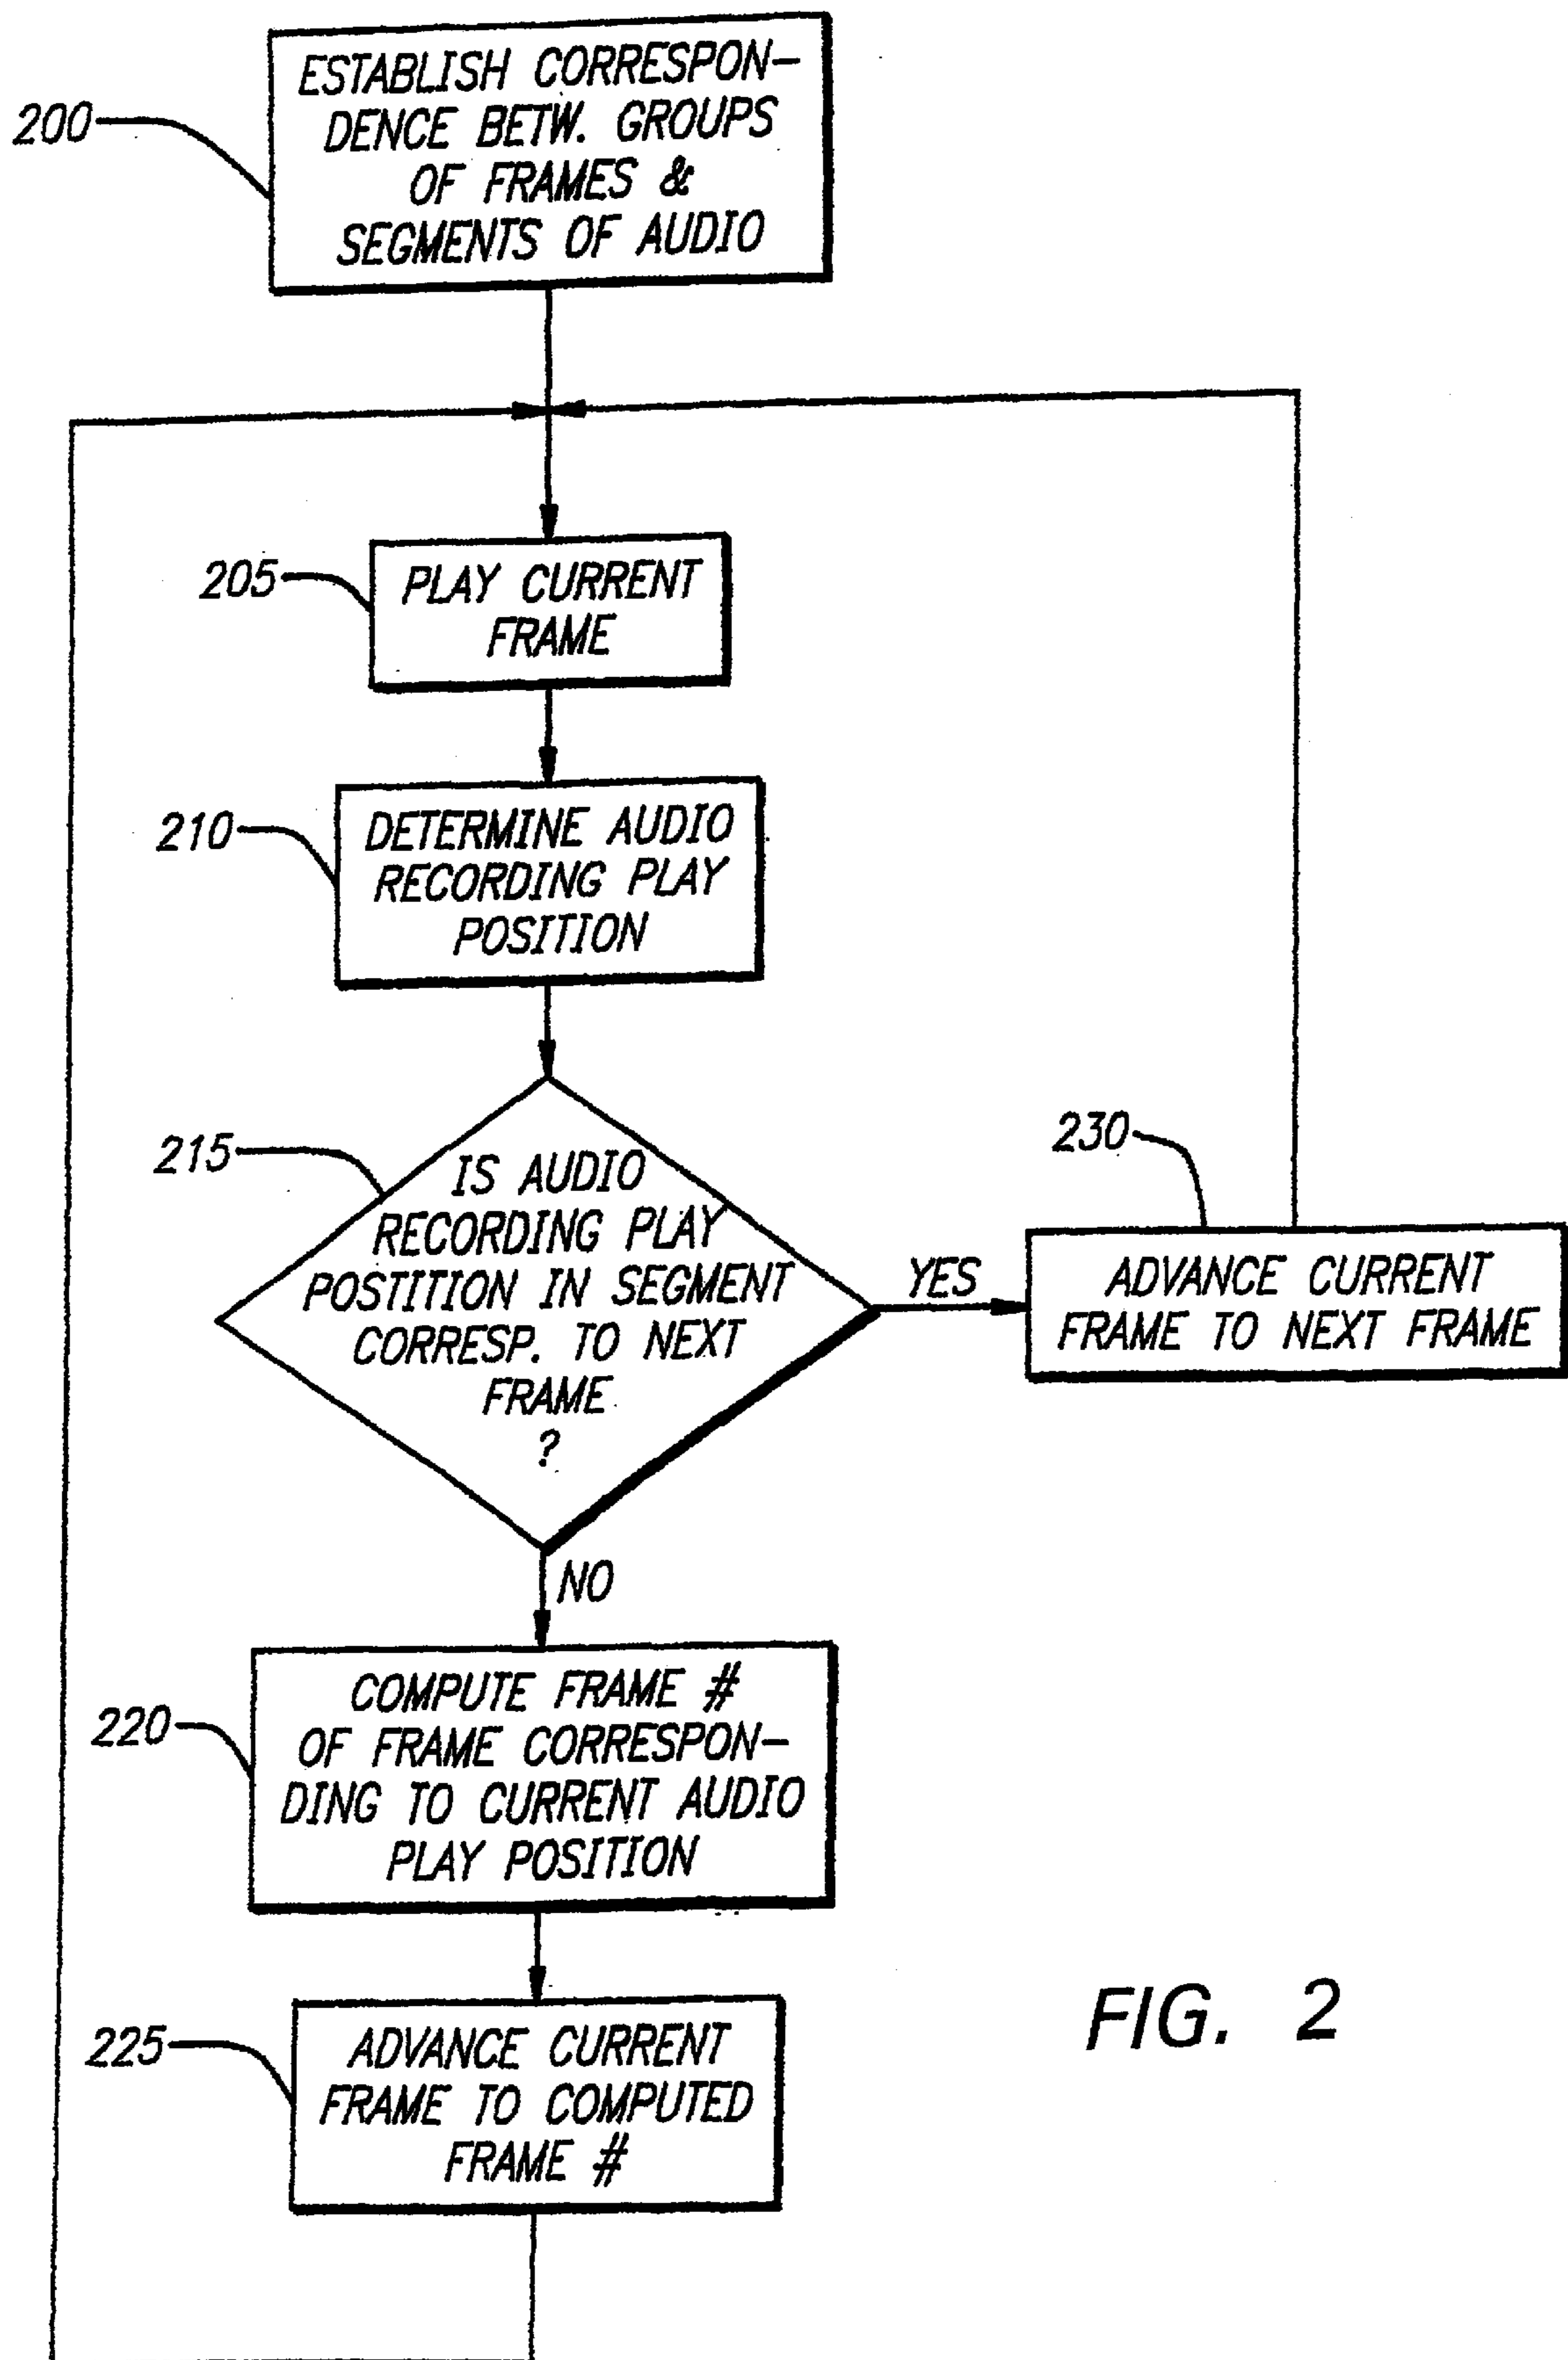 200
ESTABLISH CORRESPON-
DENCE BETW. GROUPS
OF FRAMES &
SEGMENTS OF AUDIO
205
PLAY CURRENT
FRAME
210
DETERMINE AUDIO
RECORDING PLAY
POSITION
215
IS AUDIO
RECORDING PLAY
POSTITION IN SEGMENT
CORRESP. TO NEXT
FRAME
?
YES
230
ADVANCE CURRENT
FRAME TO NEXT FRAME
NO
220
COMPUTE FRAME #
OF FRAME CORRESPON-
DING TO CURRENT AUDIO
PLAY POSITION
225
ADVANCE CURRENT
FRAME TO COMPUTED
FRAME #
FIG. 2